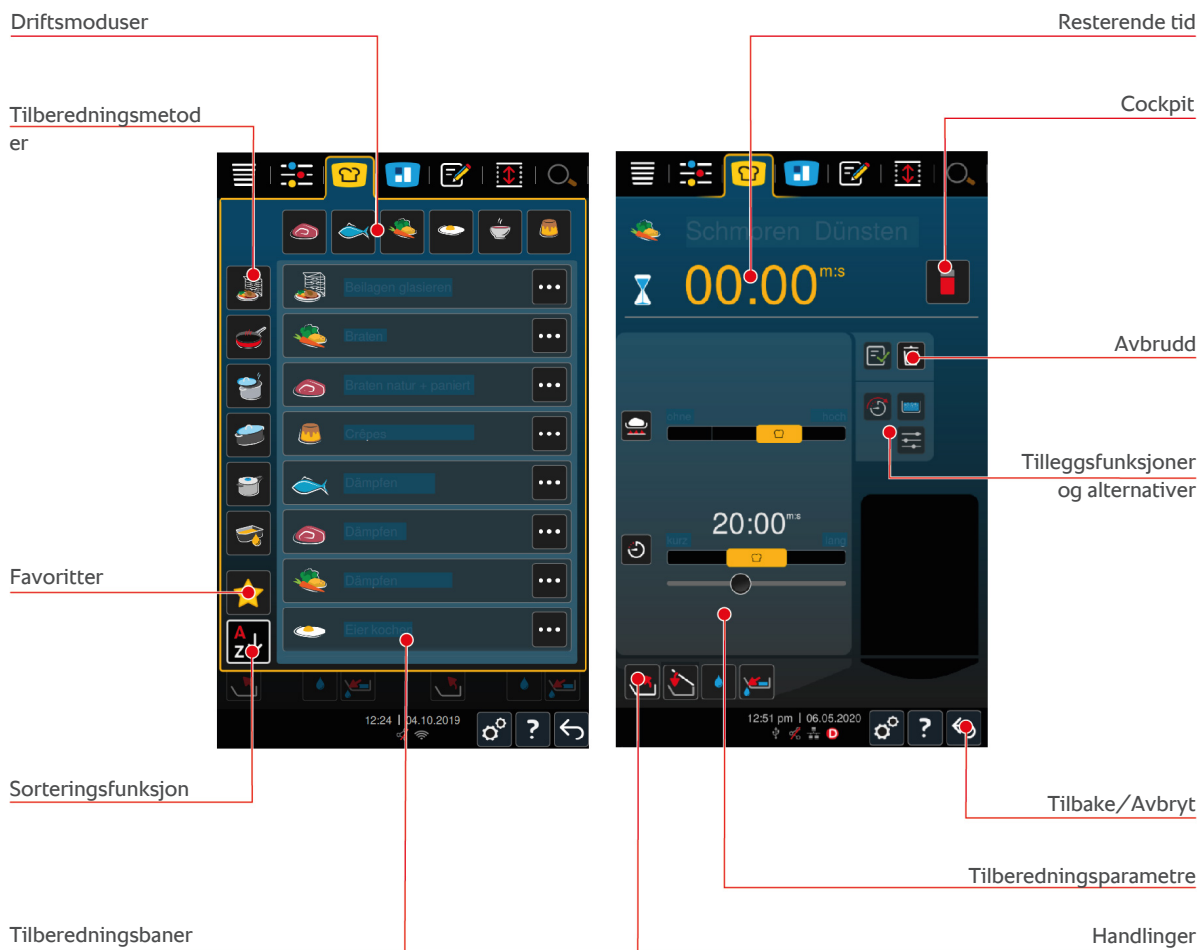 Driftsmoduser
Resterende tid
Cockpit
Tilberedningsmetod
er
Schmoren Dünsten
00:00 m:s
Beilagen glasieren
Braten
Avbrudd
Braten natur + paniert
ohne
hoch
Crêpes
Tilleggsfunksjoner
og alternativer
Dämpfen
20:00 m:s
Dämpfen
kurz
lang
Favoritter
Dämpfen
Eier kochen
A
Z
12:24 | 04.10.2019
12:51 pm | 06.05.2020
D
?
?
Sorteringsfunksjon
Tilbake/Avbryt
Tilberedningsparametre
Tilberedningsbaner
Handlinger